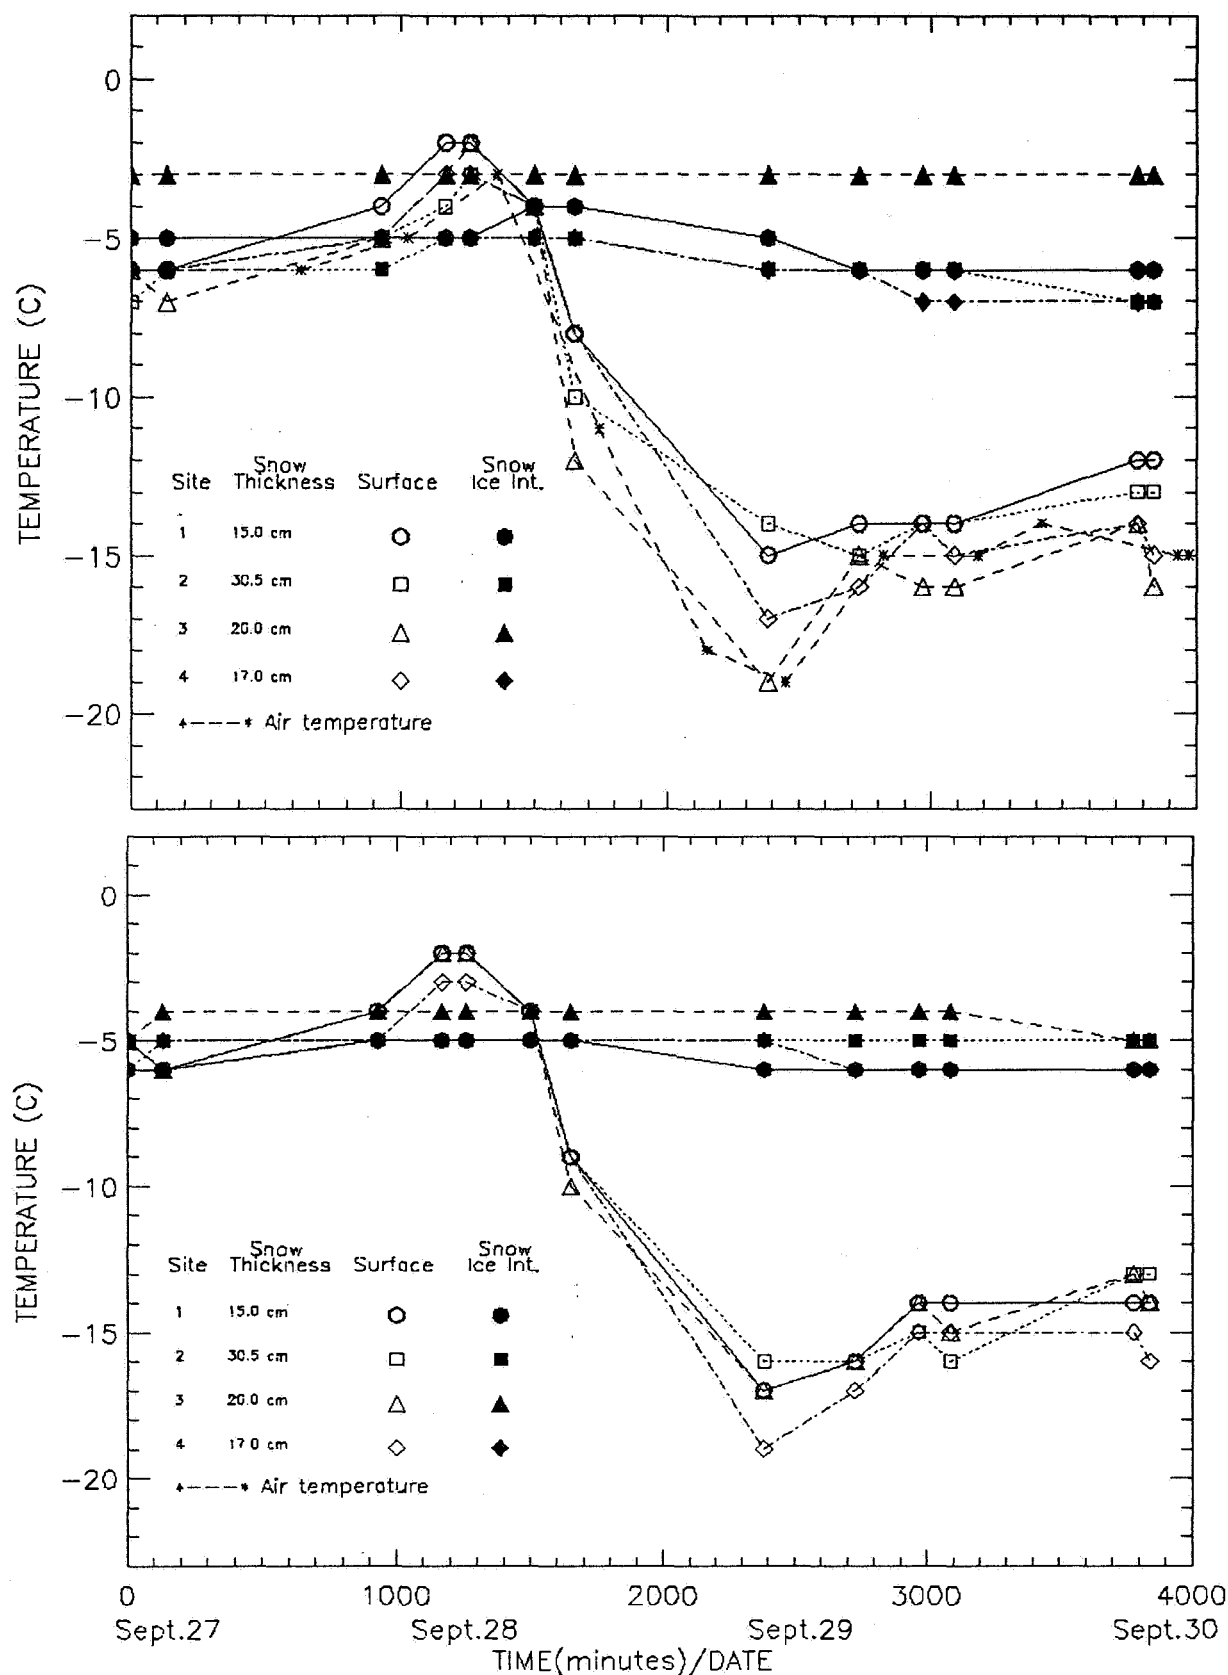 0
−5
−10
−15
−20
TEMPERATURE (C)
Site Snow Thickness Surface Snow Ice Int.
1 15.0 cm
2 30.5 cm
3 20.0 cm
4 17.0 cm
Air temperature
0
−5
−10
−15
−20
TEMPERATURE (C)
Site Snow Thickness Surface Snow Ice Int.
1 15.0 cm
2 30.5 cm
3 20.0 cm
4 17.0 cm
Air temperature
0 1000 2000 3000 4000
Sept.27 Sept.28 Sept.29 Sept.30
TIME(minutes)/DATE